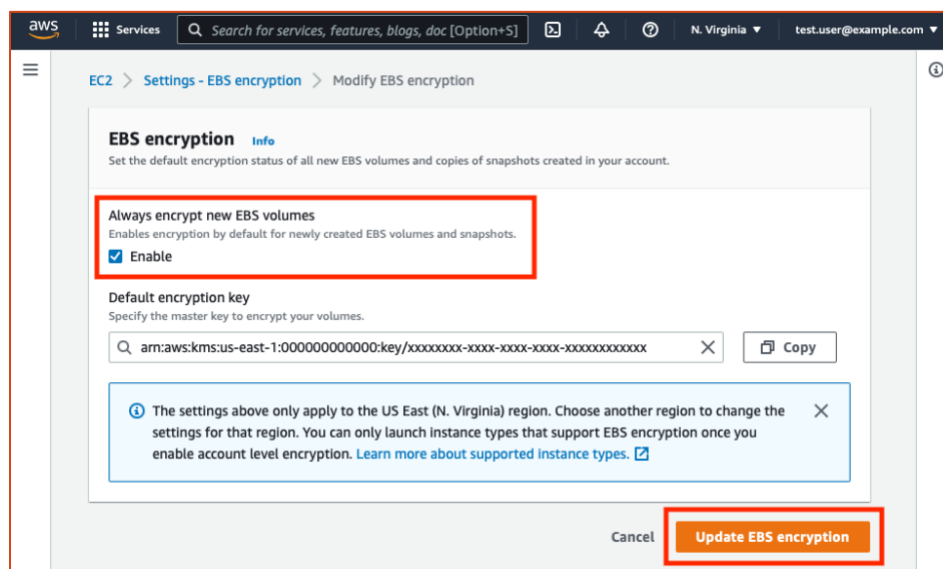 aws
Services
Search for services, features, blogs, doc [Option+S]
N. Virginia
test.user@example.com
EC2 > Settings - EBS encryption > Modify EBS encryption
EBS encryption Info
Set the default encryption status of all new EBS volumes and copies of snapshots created in your account.
Always encrypt new EBS volumes
Enables encryption by default for newly created EBS volumes and snapshots.
Enable
Default encryption key
Specify the master key to encrypt your volumes.
arn:aws:kms:us-east-1:000000000000:key/xxxxxxxx-xxxx-xxxx-xxxx-xxxxxxxxxxxx
Copy
The settings above only apply to the US East (N. Virginia) region. Choose another region to change the
settings for that region. You can only launch instance types that support EBS encryption once you
enable account level encryption. Learn more about supported instance types.
Cancel
Update EBS encryption